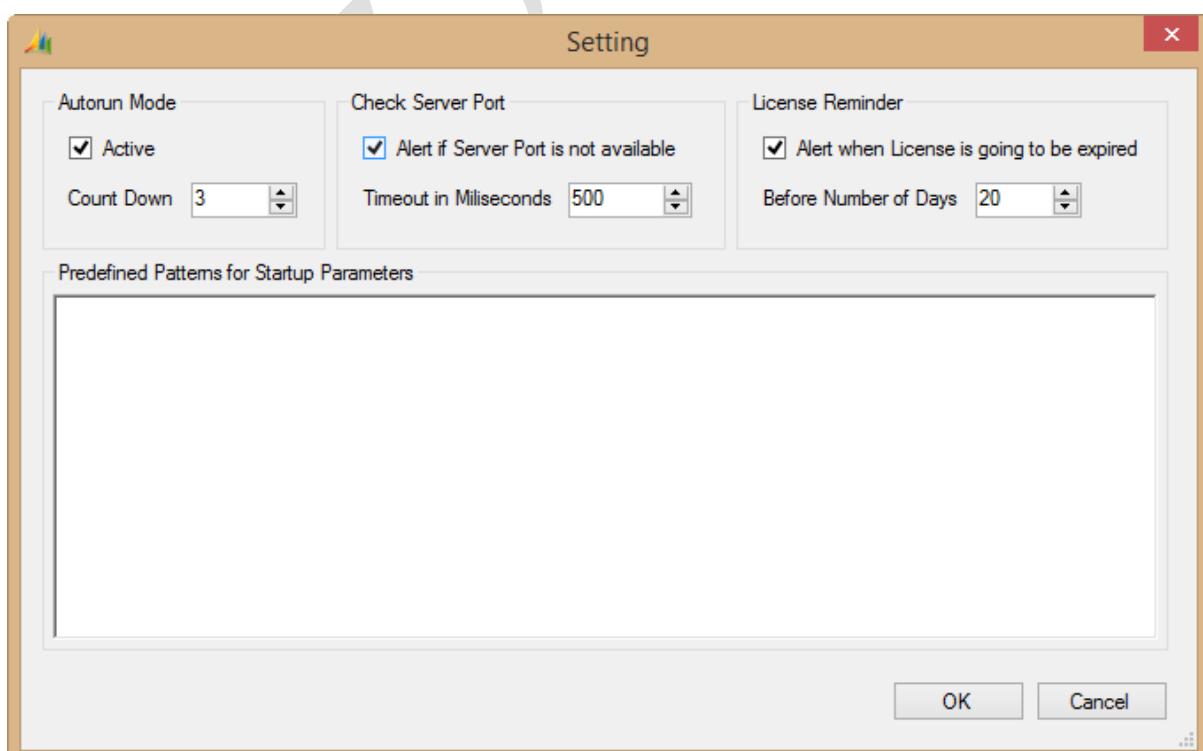 Setting
Autorun Mode
Active
Count Down 3
Check Server Port
Alert if Server Port is not available
Timeout in Miliseconds 500
License Reminder
Alert when License is going to be expired
Before Number of Days 20
Predefined Patterns for Startup Parameters
OK
Cancel